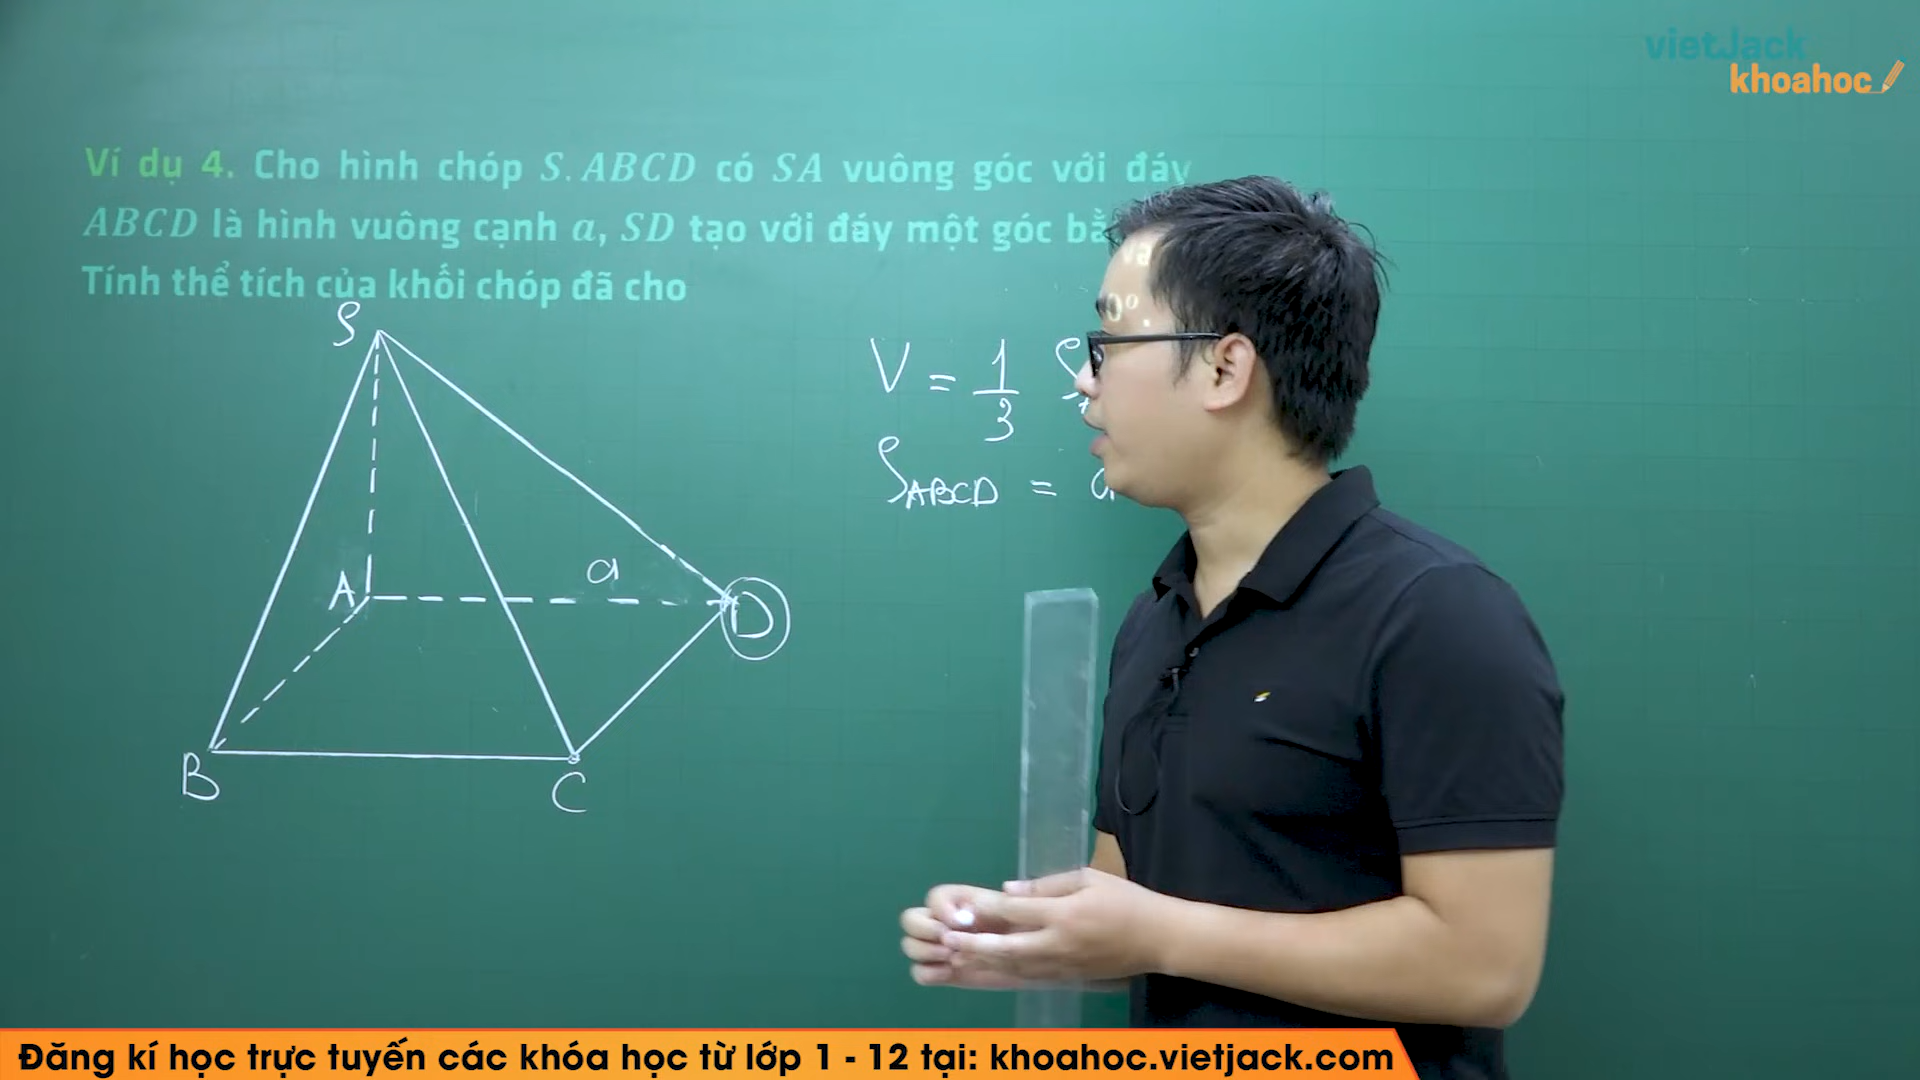 vietJack
khoahoc
Ví dụ 4. Cho hình chóp S.ABCD có SA vuông góc với đáy
và
ABCD là hình vuông cạnh a, SD tạo với đáy một góc
0°.
Tính thể tích của khối chóp đã cho
S
V = 1/3 S
S_ABCD = a
a
A
D
B
C
Đăng kí học trực tuyến các khóa học từ lớp 1 - 12 tại: khoahoc.vietjack.com